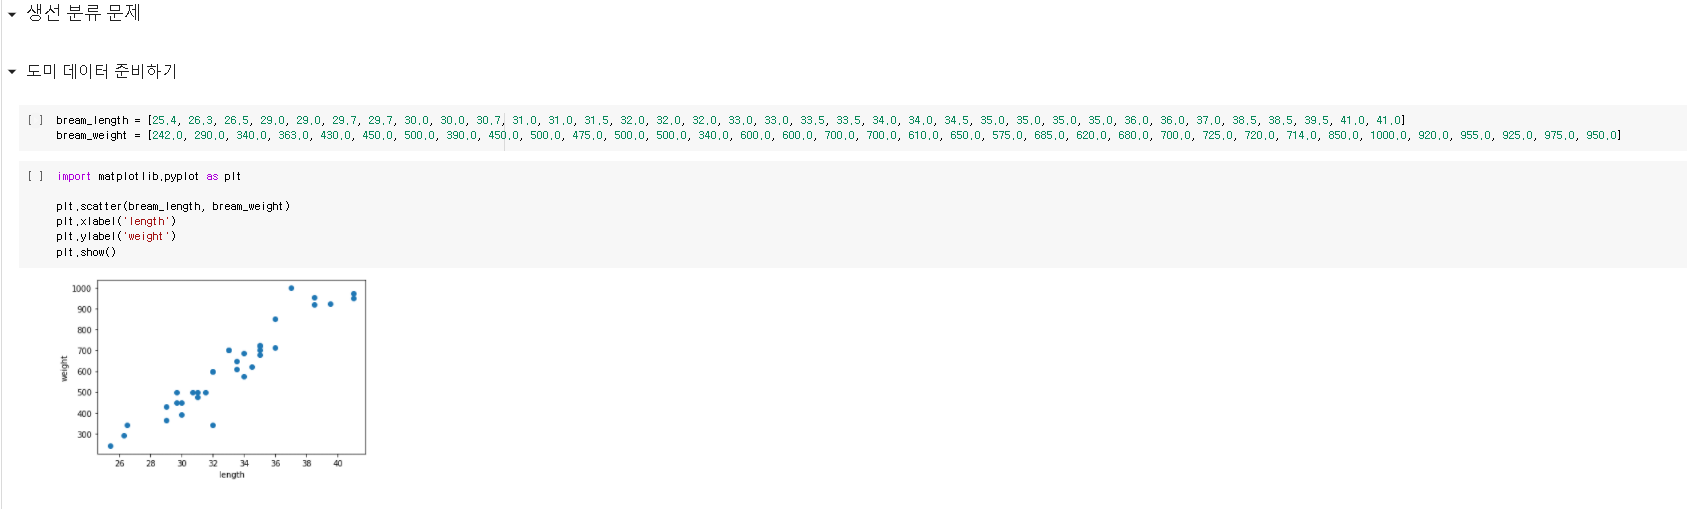 생선 분류 문제
도미 데이터 준비하기
[ ] bream_length = [25.4, 26.3, 26.5, 29.0, 29.0, 29.7, 29.7, 30.0, 30.0, 30.7, 31.0, 31.0, 31.5, 32.0, 32.0, 32.0, 33.0, 33.0, 33.5, 33.5, 34.0, 34.0, 34.5, 35.0, 35.0, 35.0, 35.0, 36.0, 36.0, 37.0, 38.5, 38.5, 39.5, 41.0, 41.0]
bream_weight = [242.0, 290.0, 340.0, 363.0, 430.0, 450.0, 500.0, 390.0, 450.0, 500.0, 475.0, 500.0, 500.0, 340.0, 600.0, 600.0, 700.0, 700.0, 610.0, 650.0, 575.0, 685.0, 620.0, 680.0, 700.0, 725.0, 720.0, 714.0, 850.0, 1000.0, 920.0, 955.0, 925.0, 975.0, 950.0]
[ ] import matplotlib.pyplot as plt
plt.scatter(bream_length, bream_weight)
plt.xlabel('length')
plt.ylabel('weight')
plt.show()
1000
900
800
700
600
500
400
300
weight
26 28 30 32 34 36 38 40
length